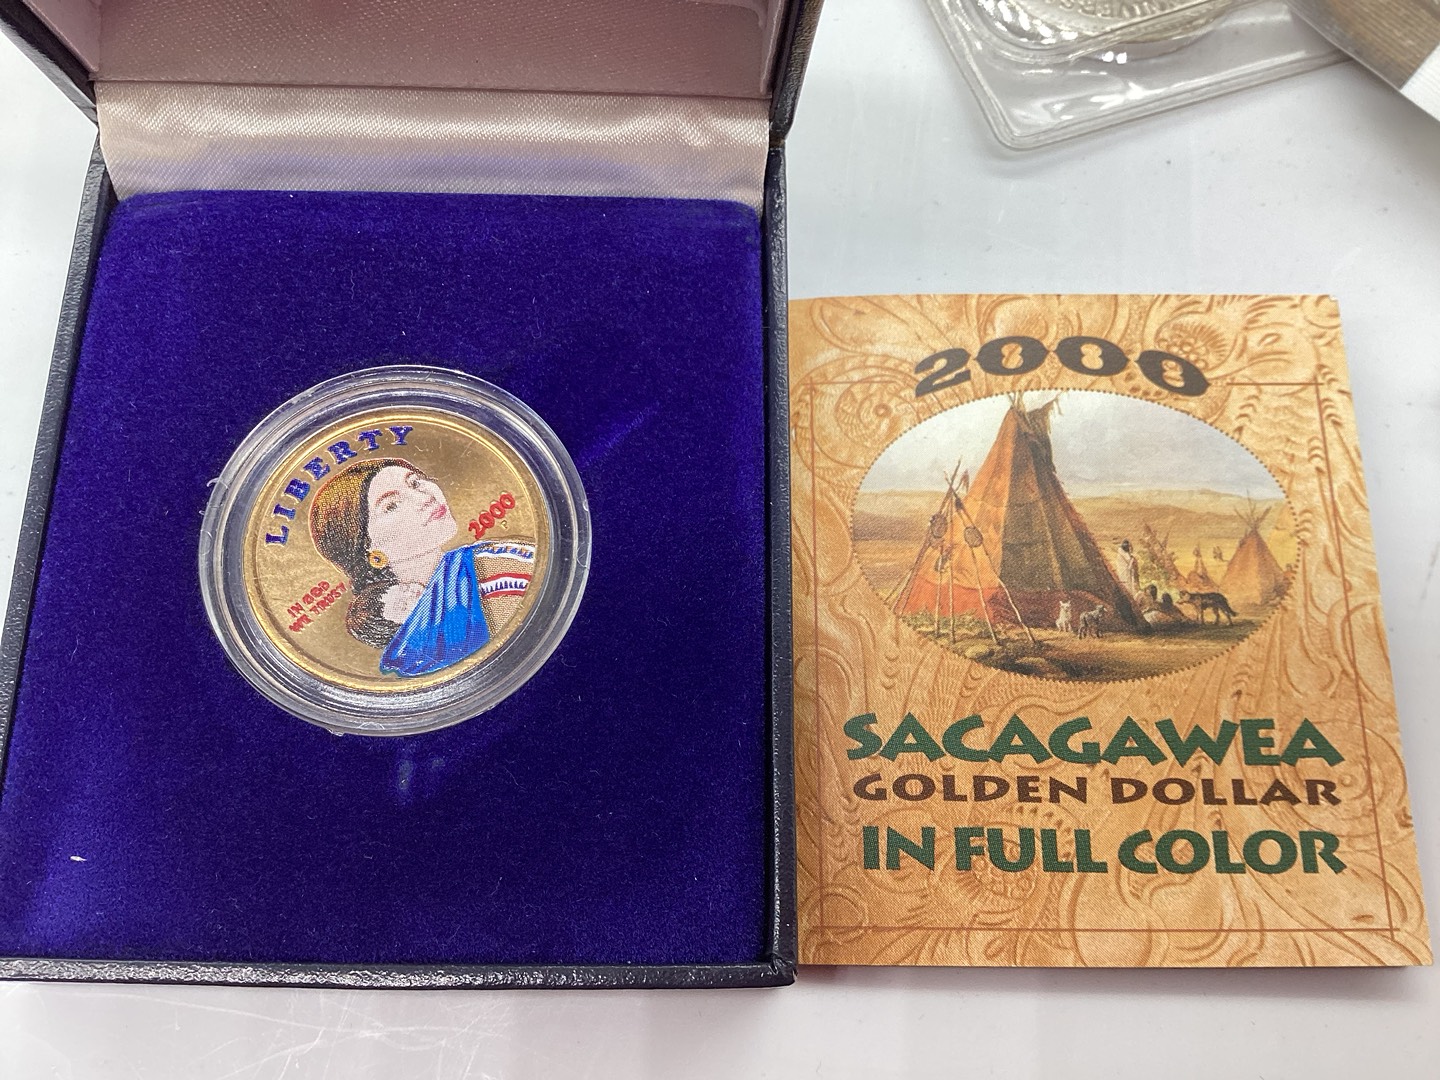 LIBERTY
2000
P
IN GOD
WE TRUST
2000
SACAGAWEA
GOLDEN DOLLAR
IN FULL COLOR